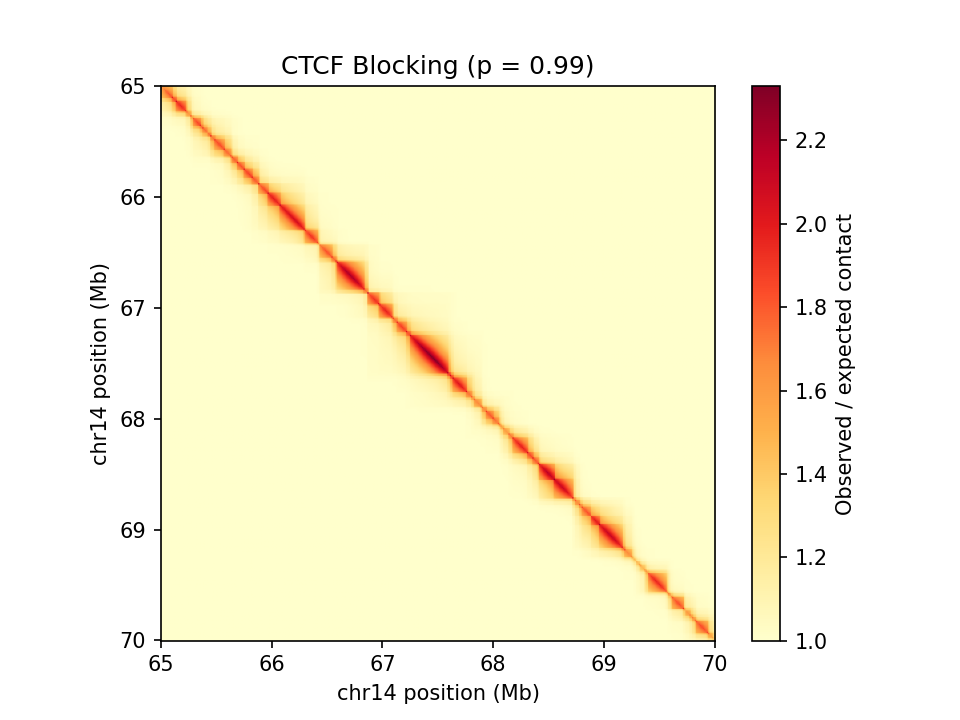 CTCF Blocking (p = 0.99)
65
66
67
68
69
70
chr14 position (Mb)
65 66 67 68 69 70
chr14 position (Mb)
2.2
2.0
1.8
1.6
1.4
1.2
1.0
Observed / expected contact